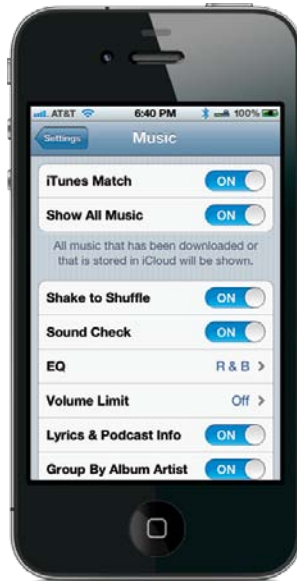 AT&T 6:40 PM 100%
Settings Music
iTunes Match ON
Show All Music ON
All music that has been downloaded or
that is stored in iCloud will be shown.
Shake to Shuffle ON
Sound Check ON
EQ R & B >
Volume Limit Off >
Lyrics & Podcast Info ON
Group By Album Artist ON